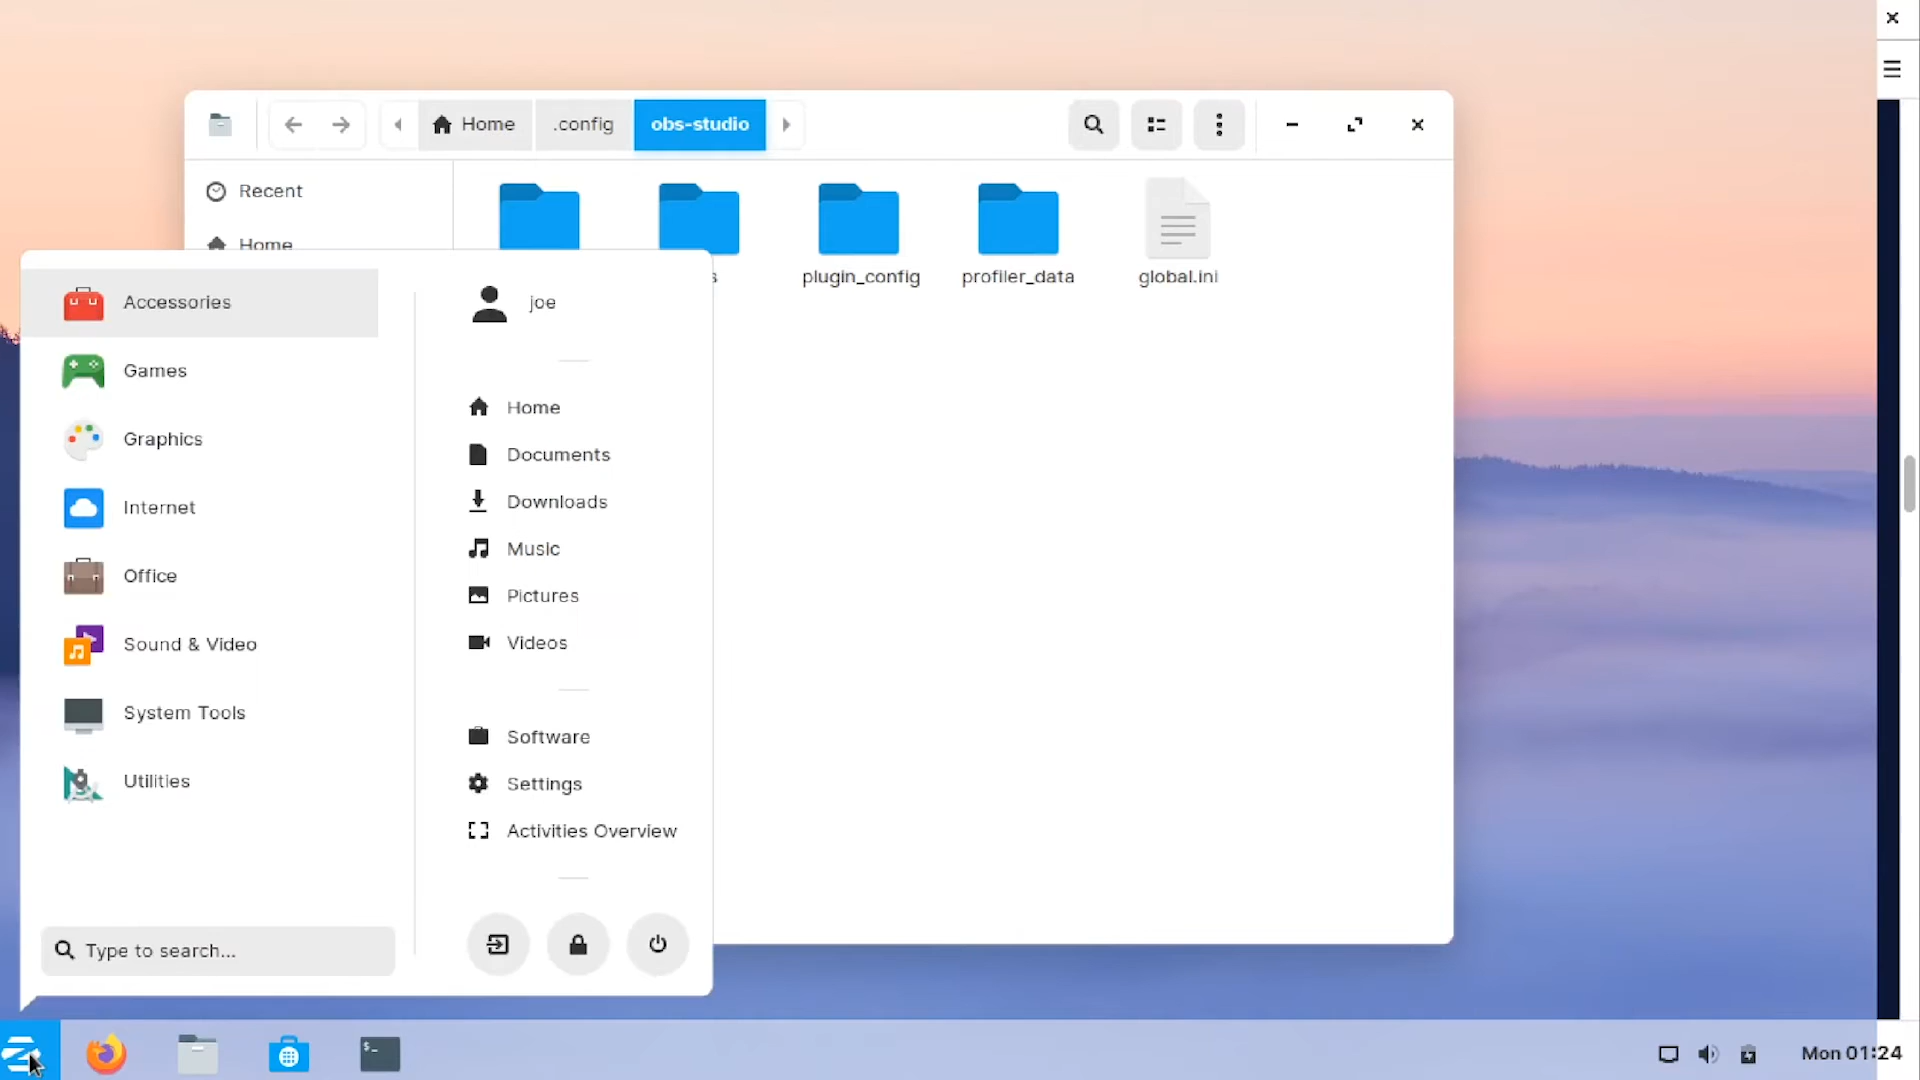 Home
.config
obs-studio
Recent
Home
s
plugin_config
profiler_data
global.ini
Accessories
Games
Graphics
Internet
Office
Sound & Video
System Tools
Utilities
Type to search...
joe
Home
Documents
Downloads
Music
Pictures
Videos
Software
Settings
Activities Overview
$-
Mon 01:24